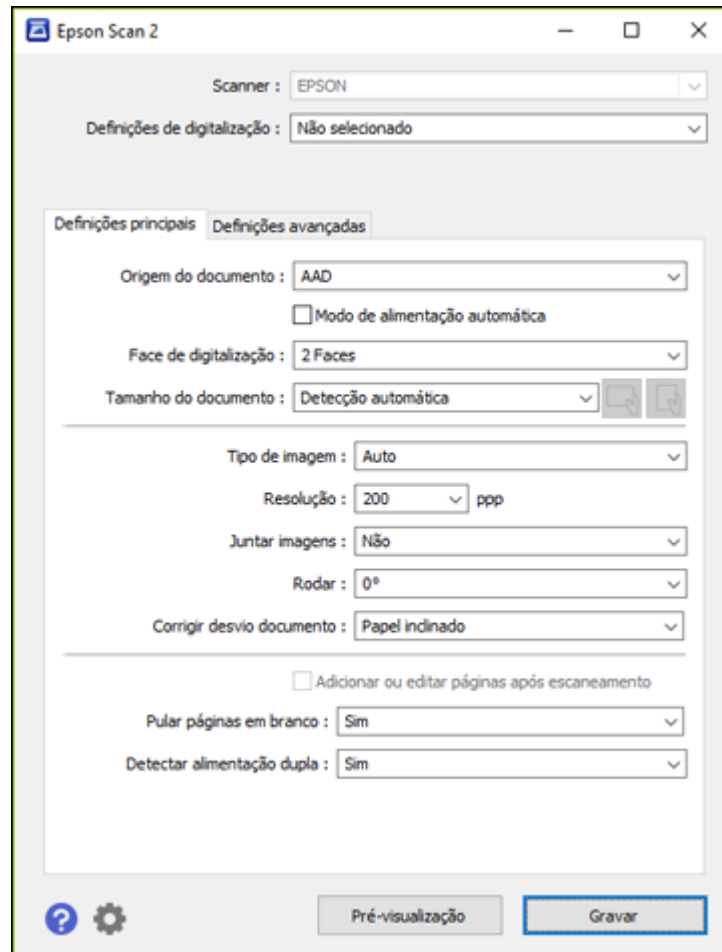 Epson Scan 2
Scanner : EPSON
Definições de digitalização : Não selecionado
Definições principais Definições avançadas
Origem do documento : AAD
Modo de alimentação automática
Face de digitalização : 2 Faces
Tamanho do documento : Detecção automática
Tipo de imagem : Auto
Resolução : 200 ppp
Juntar imagens : Não
Rodar : 0°
Corrigir desvio documento : Papel inclinado
Adicionar ou editar páginas após escaneamento
Pular páginas em branco : Sim
Detectar alimentação dupla : Sim
? Pré-visualização Gravar